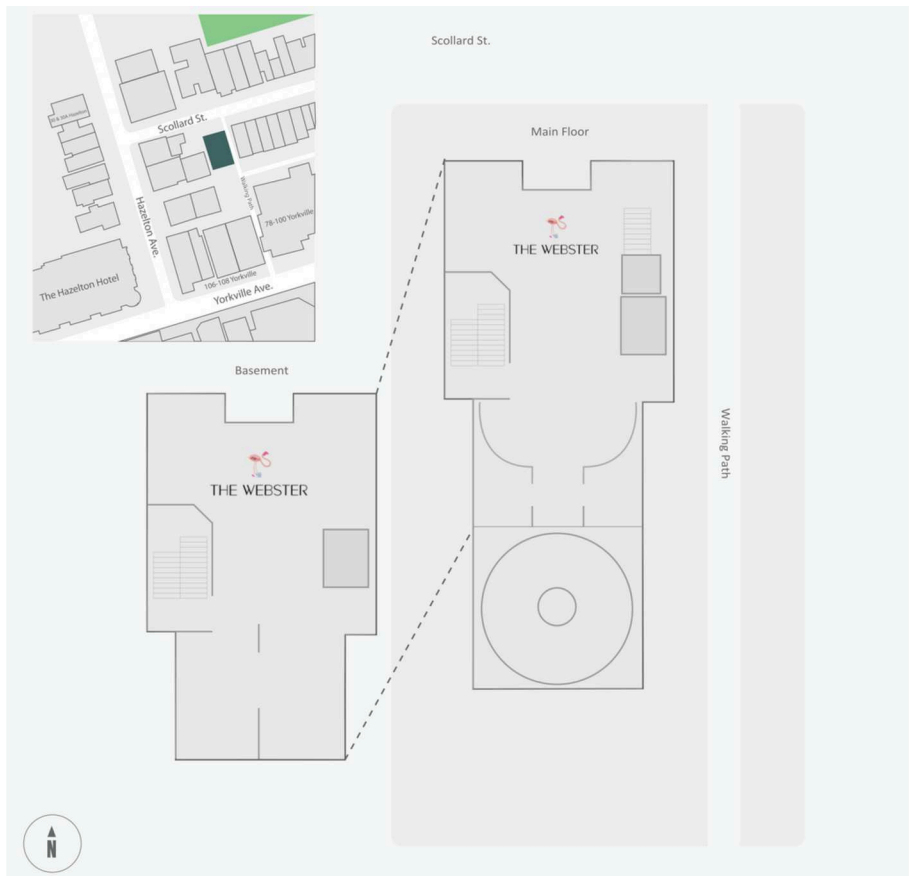 Scollard St.
Main Floor
THE WEBSTER
Walking Path
Basement
THE WEBSTER
N
Scollard St.
Hazelton Ave.
Walking Path
78-100 Yorkville
The Hazelton Hotel
106-108 Yorkville
Yorkville Ave.